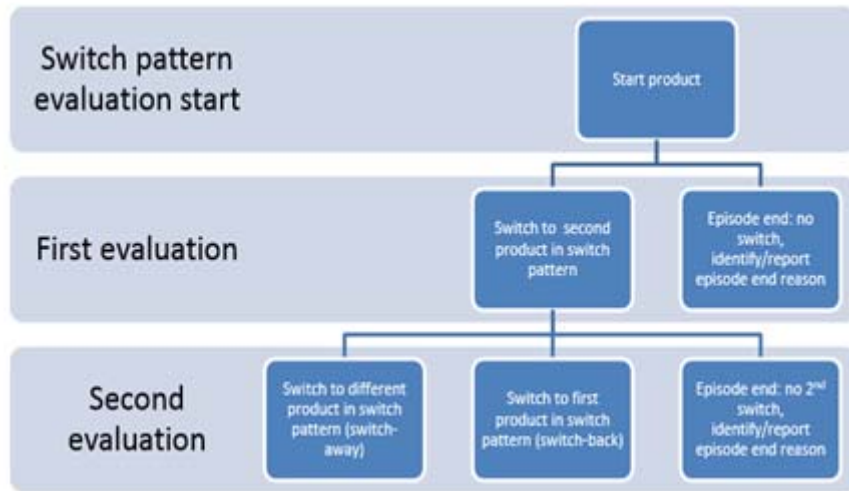 Switch pattern
evaluation start
Start product
First evaluation
Switch to second
product in switch
pattern
Episode end: no
switch,
identify/report
episode end reason
Second
evaluation
Switch to different
product in switch
pattern (switch-
away)
Switch to first
product in switch
pattern (switch-back)
Episode end: no 2nd
switch,
identify/report
episode end reason